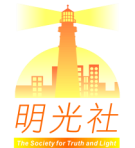 明光社
The Society for Truth and Light